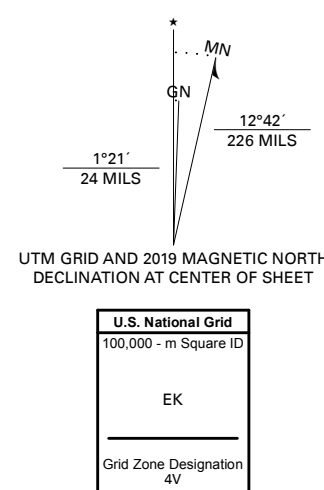 ★
MN
GN
12°42´
226 MILS
1°21´
24 MILS
UTM GRID AND 2019 MAGNETIC NORTH
DECLINATION AT CENTER OF SHEET
U.S. National Grid
100,000 - m Square ID
EK
Grid Zone Designation
4V